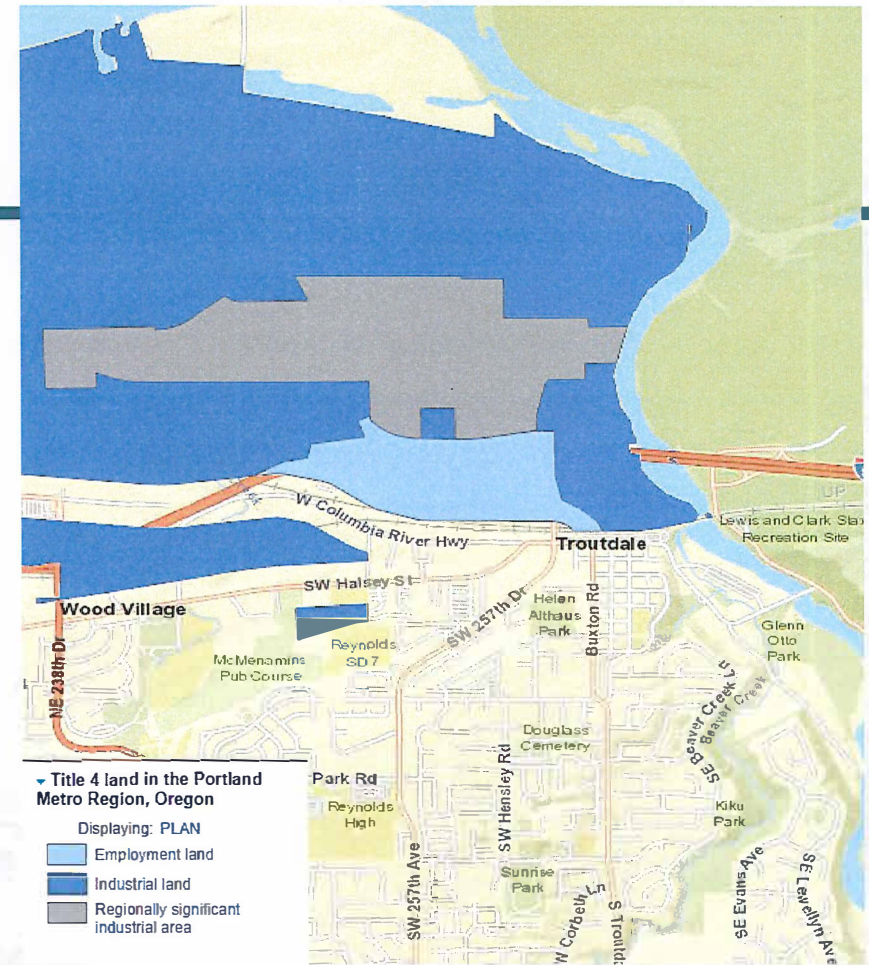 UP
Lewis and Clark
Recreation Site
W Columbia River Hwy
Troutdale
SW Halsey St
Wood Village
Helen
Althaus
Park
SW 257th Dr
Buxton Rd
Glenn
Otto
Park
Reynolds
SD 7
McMenamins
Pub Course
NE 238th Dr
SE Beaver Creek Ln
Beaver Creek
Douglass
Cemetery
SW Hensley Rd
Title 4 land in the Portland
Metro Region, Oregon
Displaying: PLAN
Employment land
Industrial land
Regionally significant
industrial area
Park Rd
Reynolds
High
Kiku
Park
SW 257th Ave
Sunrise
Park
W Corbeth Ln
S Troutd
SE Evans Ave
SE Lewellyn Ave